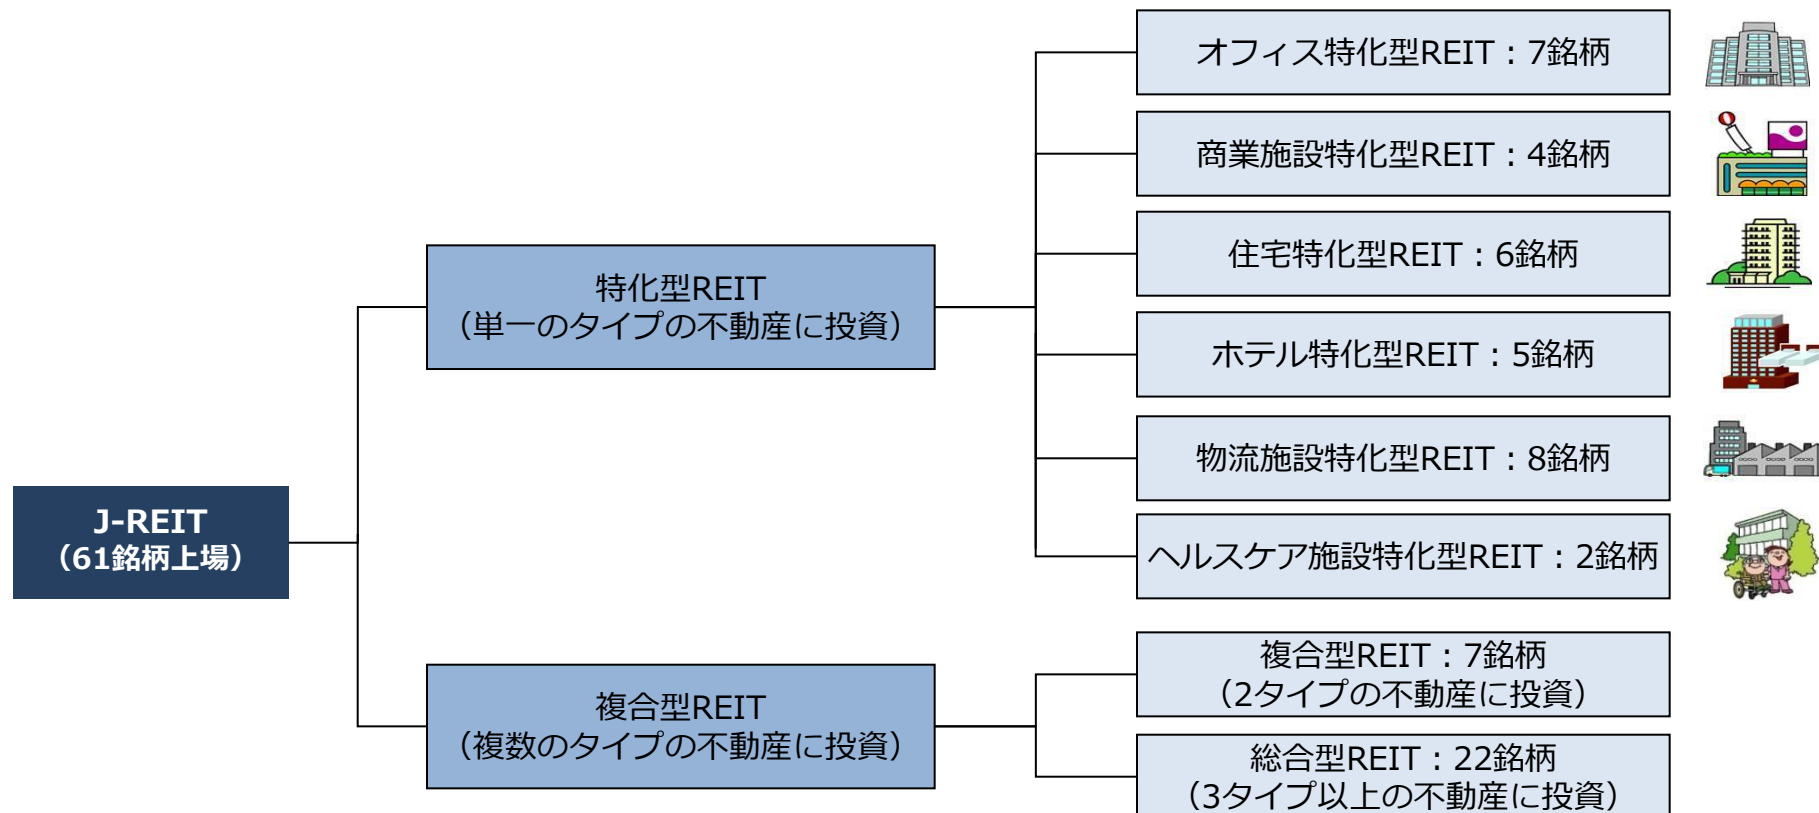 J-REIT
（61銘柄上場）
特化型REIT
（単一のタイプの不動産に投資）
オフィス特化型REIT：7銘柄
商業施設特化型REIT：4銘柄
住宅特化型REIT：6銘柄
ホテル特化型REIT：5銘柄
物流施設特化型REIT：8銘柄
ヘルスケア施設特化型REIT：2銘柄
複合型REIT
（複数のタイプの不動産に投資）
複合型REIT：7銘柄
（2タイプの不動産に投資）
総合型REIT：22銘柄
（3タイプ以上の不動産に投資）